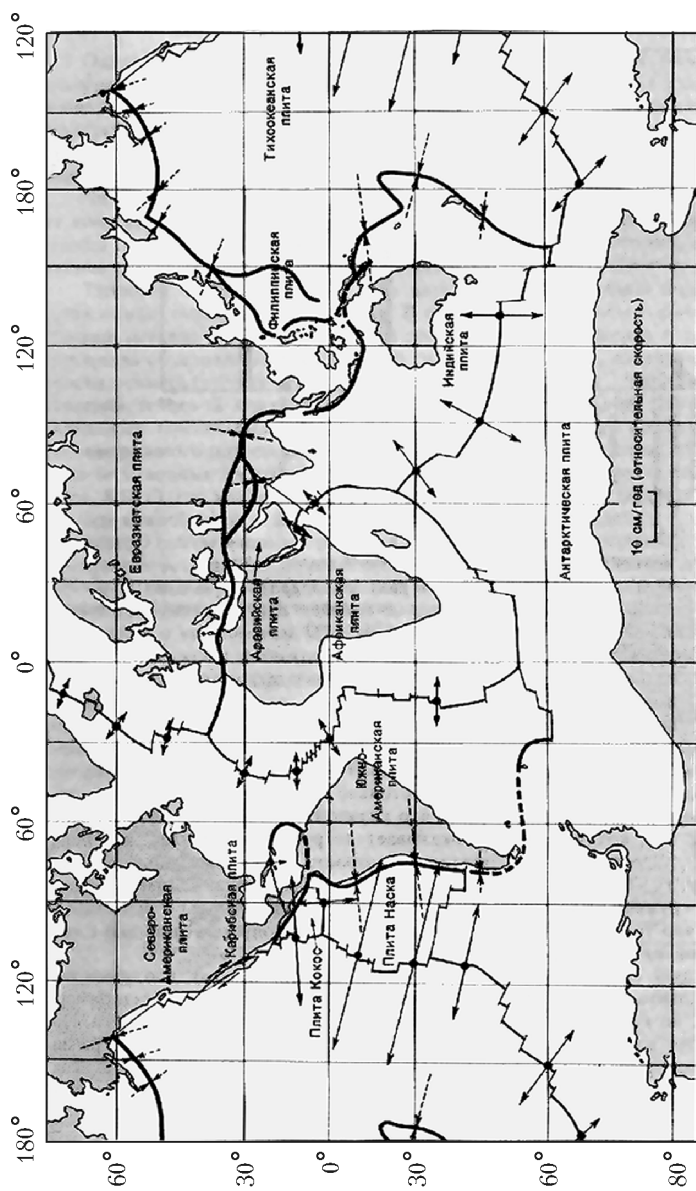 120°
180°
120°
60°
0°
60°
120°
180°
60°
30°
0°
30°
60°
80°
Тихоокеанская
плита
Филиппинская
плита
Индийская
плита
Евразиатская плита
Аравийская
плита
Африканская
плита
Антарктическая плита
10 см/год (относительная скорость)
Южно-
Американская
плита
Северо-
Американская
плита
Карибская плита
Плита Кокос
Плита Наска